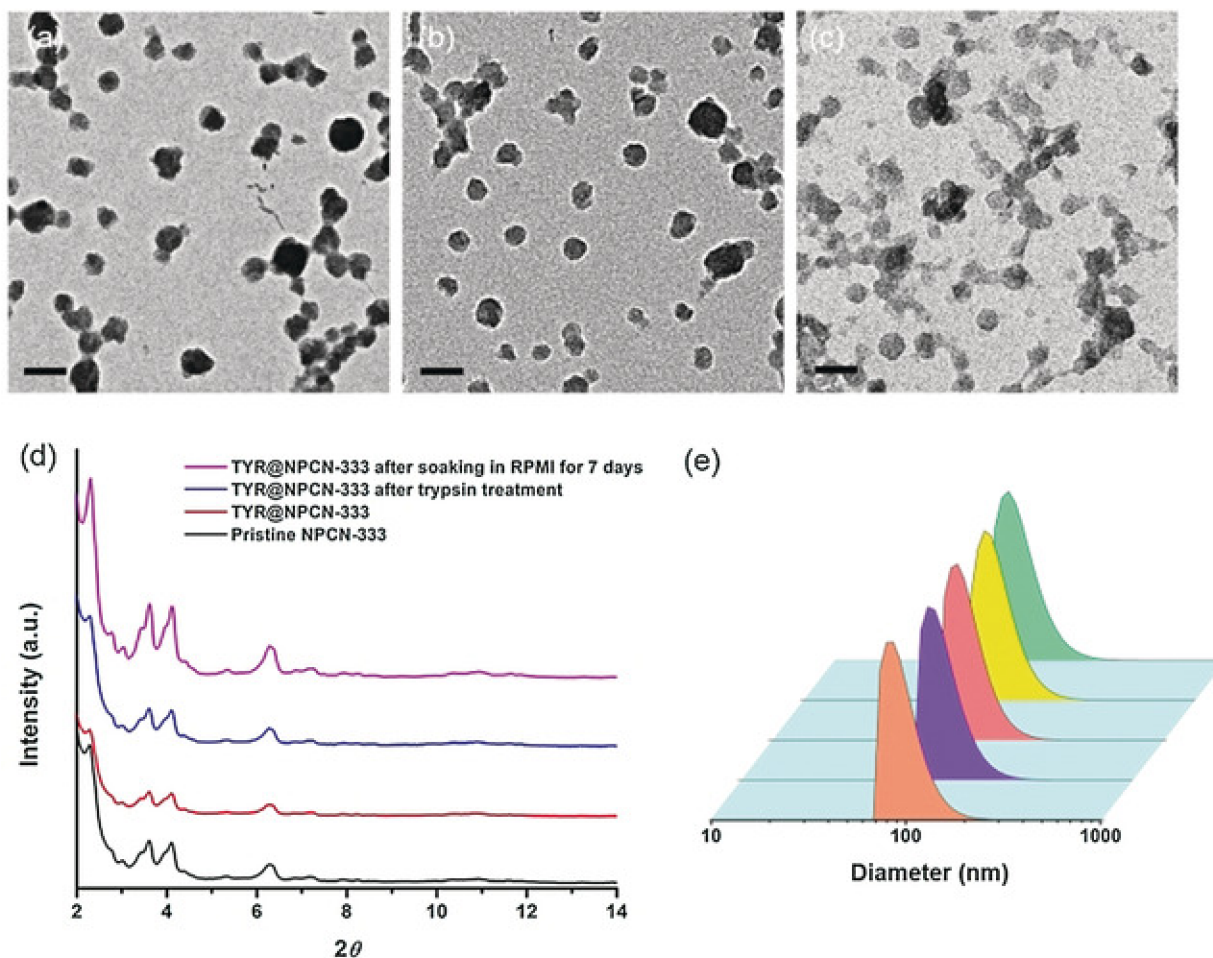 (a)
(b)
(c)
(d)
TYR@NPCN-333 after soaking in RPMI for 7 days
TYR@NPCN-333 after trypsin treatment
TYR@NPCN-333
Pristine NPCN-333
Intensity (a.u.)
2 4 6 8 10 12 14
2θ
(e)
10 100 1000
Diameter (nm)